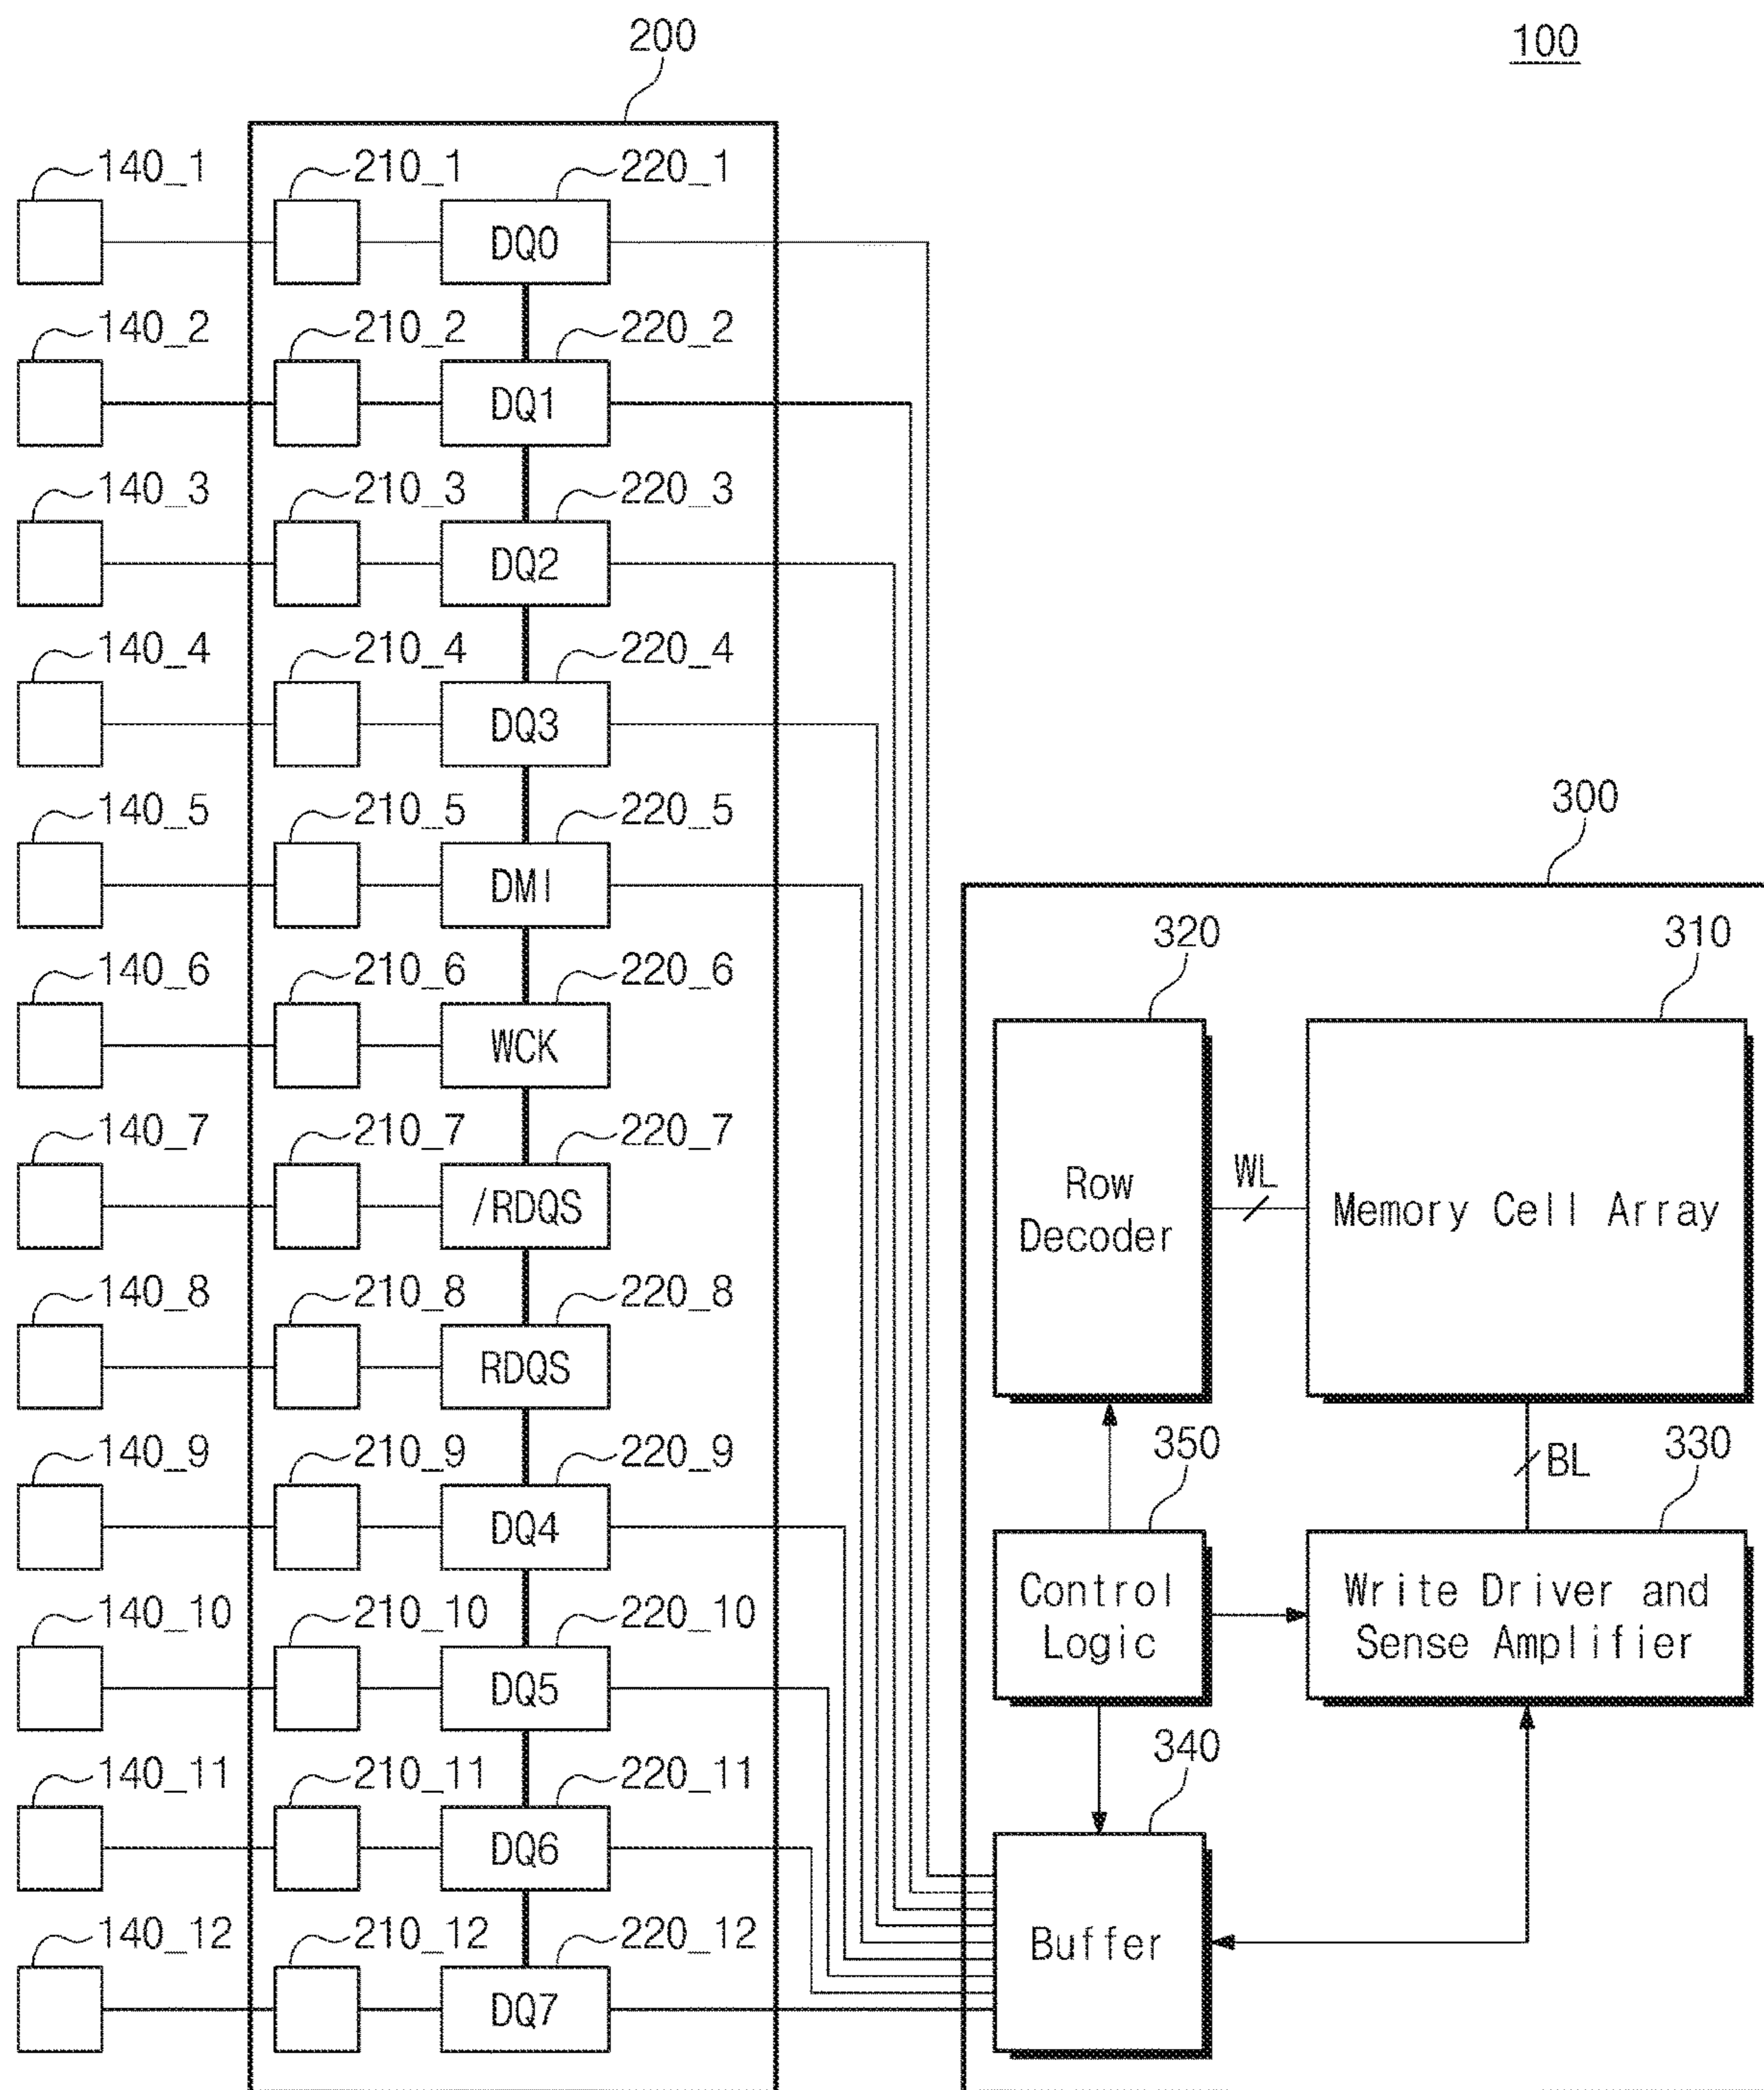 200
100
140_1 210_1 220_1
DQ0
140_2 210_2 220_2
DQ1
140_3 210_3 220_3
DQ2
140_4 210_4 220_4
DQ3
300
140_5 210_5 220_5
DMI
320 310
140_6 210_6 220_6
WCK
140_7 210_7 220_7
/RDQS
Row
Decoder
WL
Memory Cell Array
140_8 210_8 220_8
RDQS
140_9 210_9 220_9
DQ4
350
BL
330
140_10 210_10 220_10
DQ5
Control
Logic
Write Driver and
Sense Amplifier
140_11 210_11 220_11
DQ6
340
140_12 210_12 220_12
DQ7
Buffer